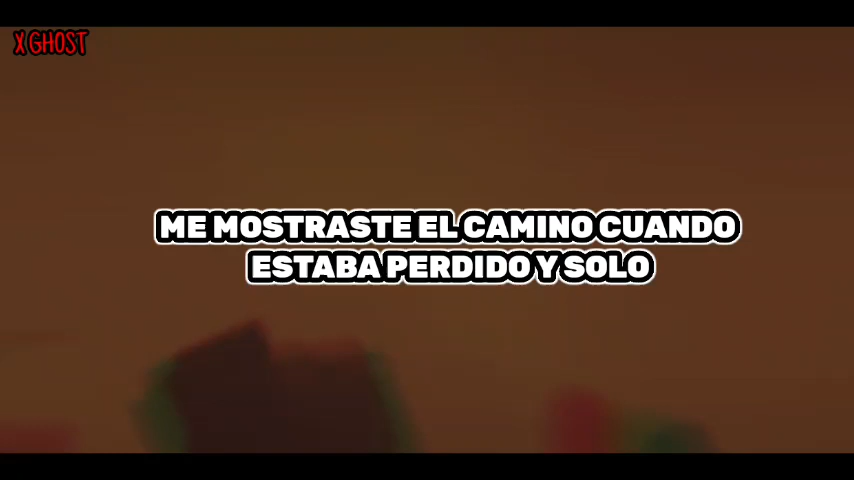 X GHOST
ME MOSTRASTE EL CAMINO CUANDO
ESTABA PERDIDO Y SOLO